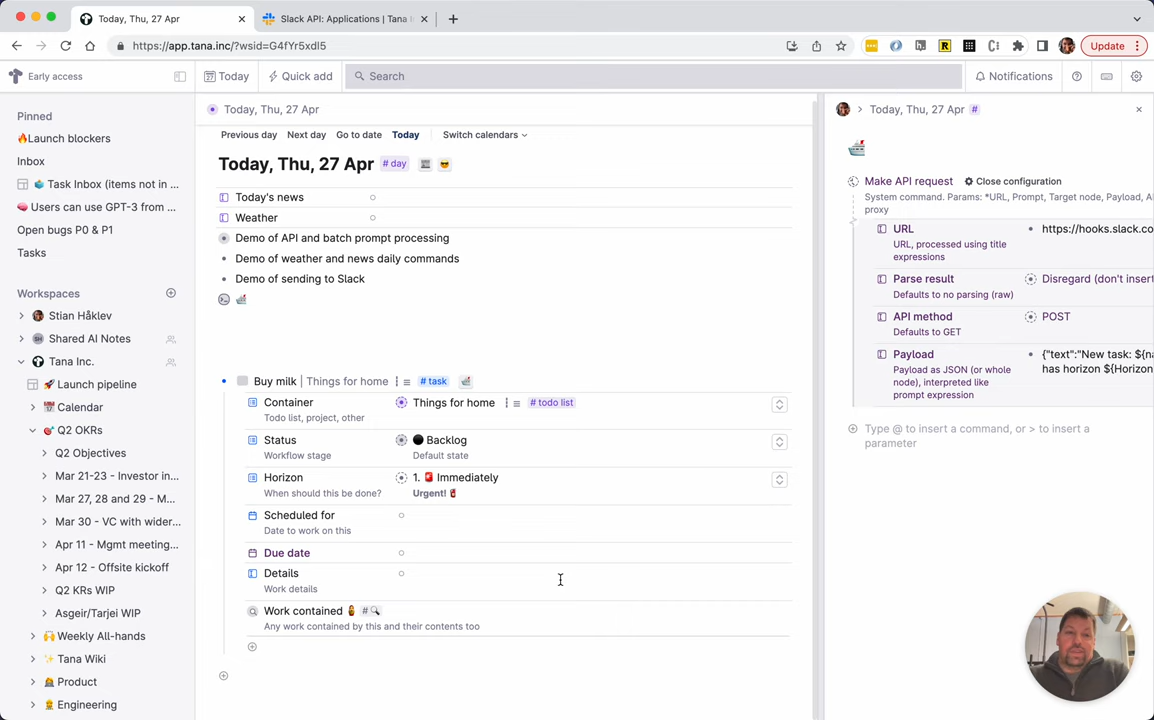 Today, Thu, 27 Apr
Slack API: Applications | Tana
https://app.tana.inc/?wsid=G4fYr5xdI5
Update
Early access
Today
Quick add
Search
Notifications
Pinned
🔥Launch blockers
Inbox
Task Inbox (items not in ...
🧠 Users can use GPT-3 from ...
Open bugs P0 & P1
Tasks
Workspaces
Stian Håklev
Shared AI Notes
Tana Inc.
🚀 Launch pipeline
Calendar
🎯 Q2 OKRs
Q2 Objectives
Mar 21-23 - Investor in...
Mar 27, 28 and 29 - M...
Mar 30 - VC with wider...
Apr 11 - Mgmt meeting...
Apr 12 - Offsite kickoff
Q2 KRs WIP
Asgeir/Tarjei WIP
🙌 Weekly All-hands
✨ Tana Wiki
Product
Engineering
Today, Thu, 27 Apr
Previous day Next day Go to date Today Switch calendars
Today, Thu, 27 Apr # day
Today's news
Weather
Demo of API and batch prompt processing
Demo of weather and news daily commands
Demo of sending to Slack
Buy milk | Things for home # task
Container Things for home # todo list
Todo list, project, other
Status Backlog
Workflow stage Default state
Horizon 1. 🚨 Immediately
When should this be done? Urgent!
Scheduled for
Date to work on this
Due date
Details
Work details
Work contained #🔍
Any work contained by this and their contents too
Today, Thu, 27 Apr #
Make API request Close configuration
System command. Params: *URL, Prompt, Target node, Payload,
proxy
URL https://hooks.slack.co
URL, processed using title
expressions
Parse result Disregard (don't insert
Defaults to no parsing (raw)
API method POST
Defaults to GET
Payload {"text":"New task: ${na
Payload as JSON (or whole has horizon ${Horizon
node), interpreted like
prompt expression
Type @ to insert a command, or > to insert a
parameter